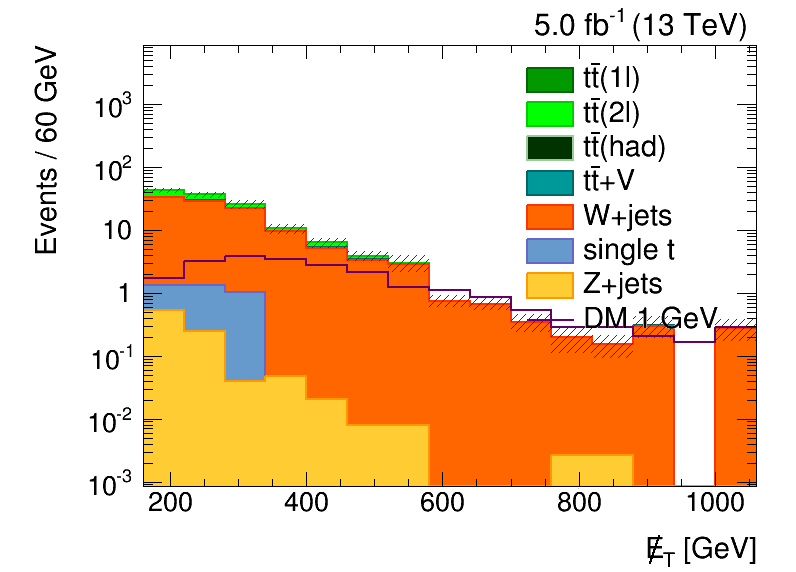 5.0 fb⁻¹ (13 TeV)
Events / 60 GeV
tt̄(1l)
tt̄(2l)
tt̄(had)
tt̄+V
W+jets
single t
Z+jets
DM 1 GeV
10³
10²
10
1
10⁻¹
10⁻²
10⁻³
200 400 600 800 1000
E̸_T [GeV]